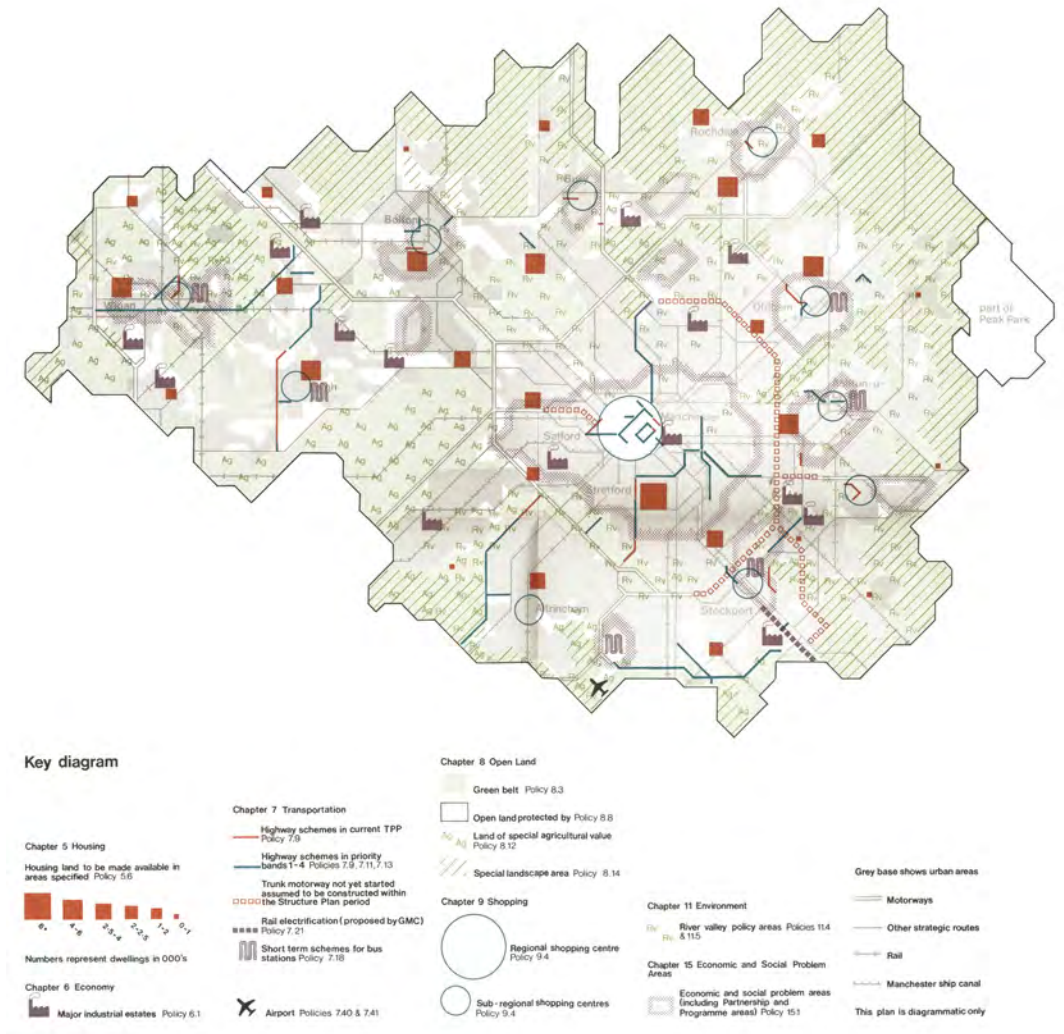 Rochdale
Bury
Bolton
Wigan
Oldham
part of
Peak Park
Salford
Stretford
Altrincham
Stockport
Key diagram
Chapter 5 Housing
Housing land to be made available in
areas specified Policy 5.6
6+
4-6
2·5-4
2-2·5
1-2
0-1
Numbers represent dwellings in 000's
Chapter 6 Economy
Major industrial estates Policy 6.1
Chapter 7 Transportation
Highway schemes in current TPP
Policy 7.9
Highway schemes in priority
bands 1-4 Policies 7.9, 7.11, 7.13
Trunk motorway not yet started
assumed to be constructed within
the Structure Plan period
Rail electrification (proposed by GMC)
Policy 7.21
Short term schemes for bus
stations Policy 7.18
Airport Policies 7.40 & 7.41
Chapter 8 Open Land
Green belt Policy 8.3
Open land protected by Policy 8.8
Ag Ag Land of special agricultural value
Policy 8.12
Special landscape area Policy 8.14
Chapter 9 Shopping
Regional shopping centre
Policy 9.4
Sub-regional shopping centres
Policy 9.4
Chapter 11 Environment
Rv Rv River valley policy areas Policies 11.4
& 11.5
Chapter 15 Economic and Social Problem
Areas
Economic and social problem areas
(including Partnership and
Programme areas) Policy 15.1
Grey base shows urban areas
Motorways
Other strategic routes
Rail
Manchester ship canal
This plan is diagrammatic only